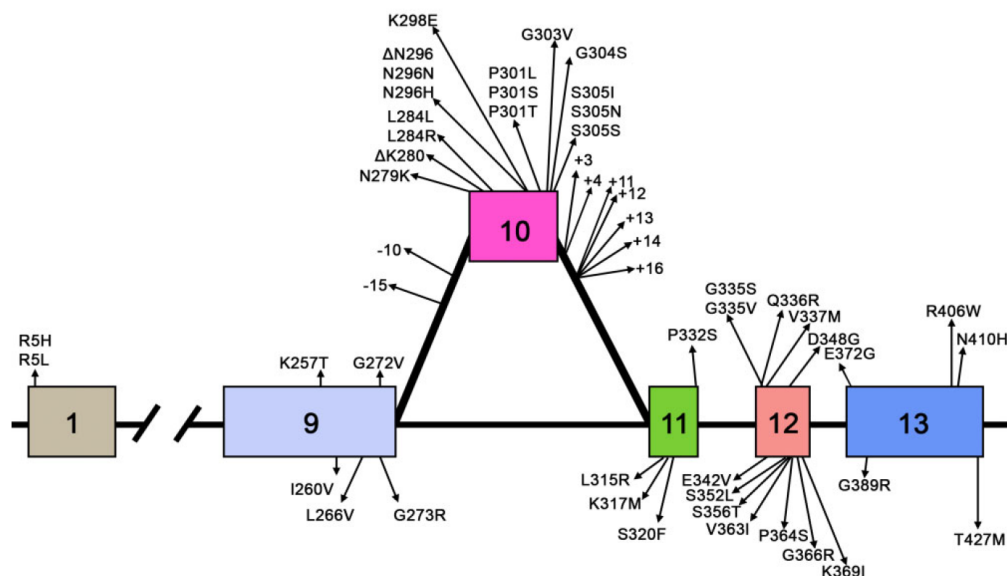 K298E
ΔN296
N296N
N296H
L284L
L284R
ΔK280
N279K
P301L
P301S
P301T
G303V
G304S
S305I
S305N
S305S
+3
+4
+11
+12
+13
+14
+16
10
-10
-15
R5H
R5L
1
K257T
G272V
9
I260V
L266V
G273R
P332S
11
L315R
K317M
S320F
G335S
G335V
Q336R
V337M
D348G
12
E342V
S352L
S356T
V363I
P364S
G366R
K369I
E372G
R406W
N410H
13
G389R
T427M